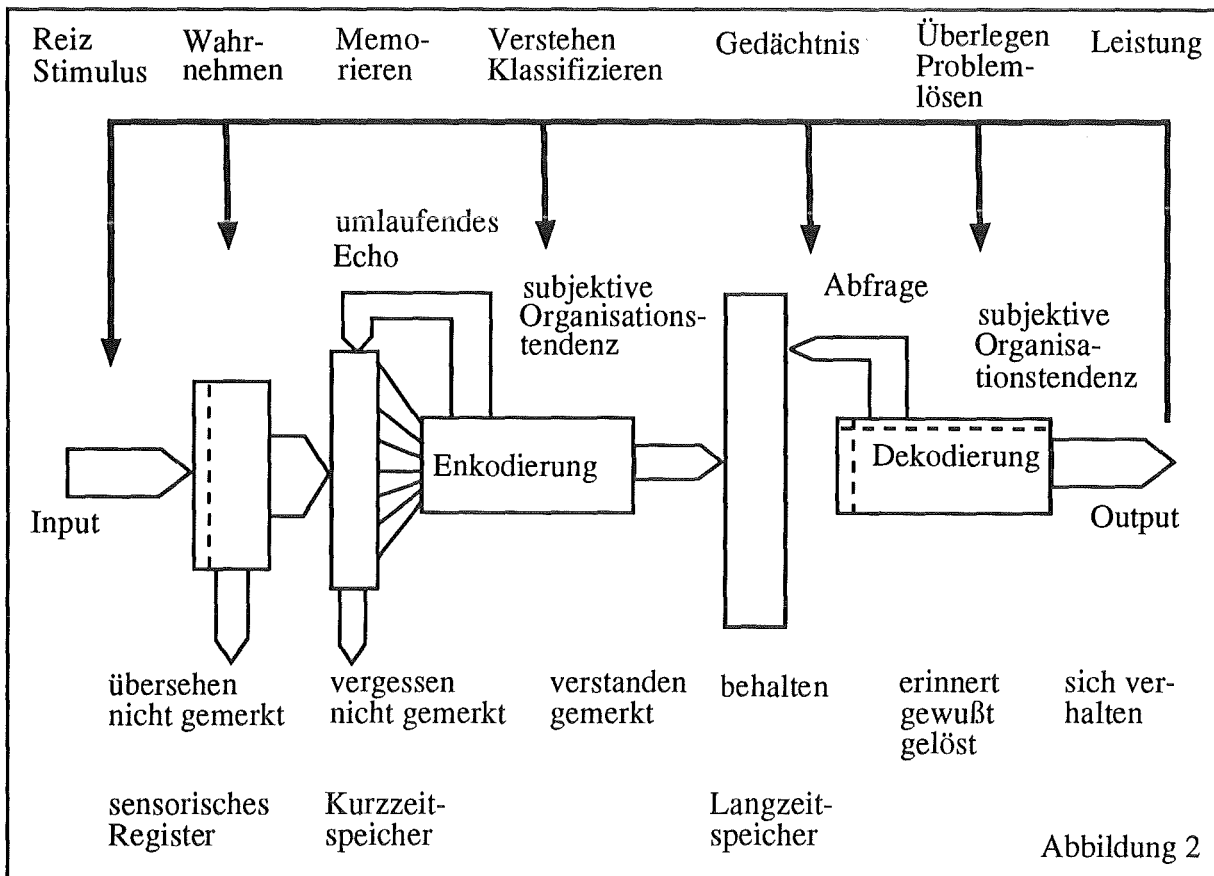 Reiz
Stimulus
Wahr-
nehmen
Memo-
rieren
Verstehen
Klassifizieren
Gedächtnis
Überlegen
Problem-
lösen
Leistung
umlaufendes
Echo
subjektive
Organisations-
tendenz
Abfrage
subjektive
Organisa-
tionstendenz
Input
Enkodierung
Dekodierung
Output
übersehen
nicht gemerkt
vergessen
nicht gemerkt
verstanden
gemerkt
behalten
erinnert
gewußt
gelöst
sich ver-
halten
sensorisches
Register
Kurzzeit-
speicher
Langzeit-
speicher
Abbildung 2